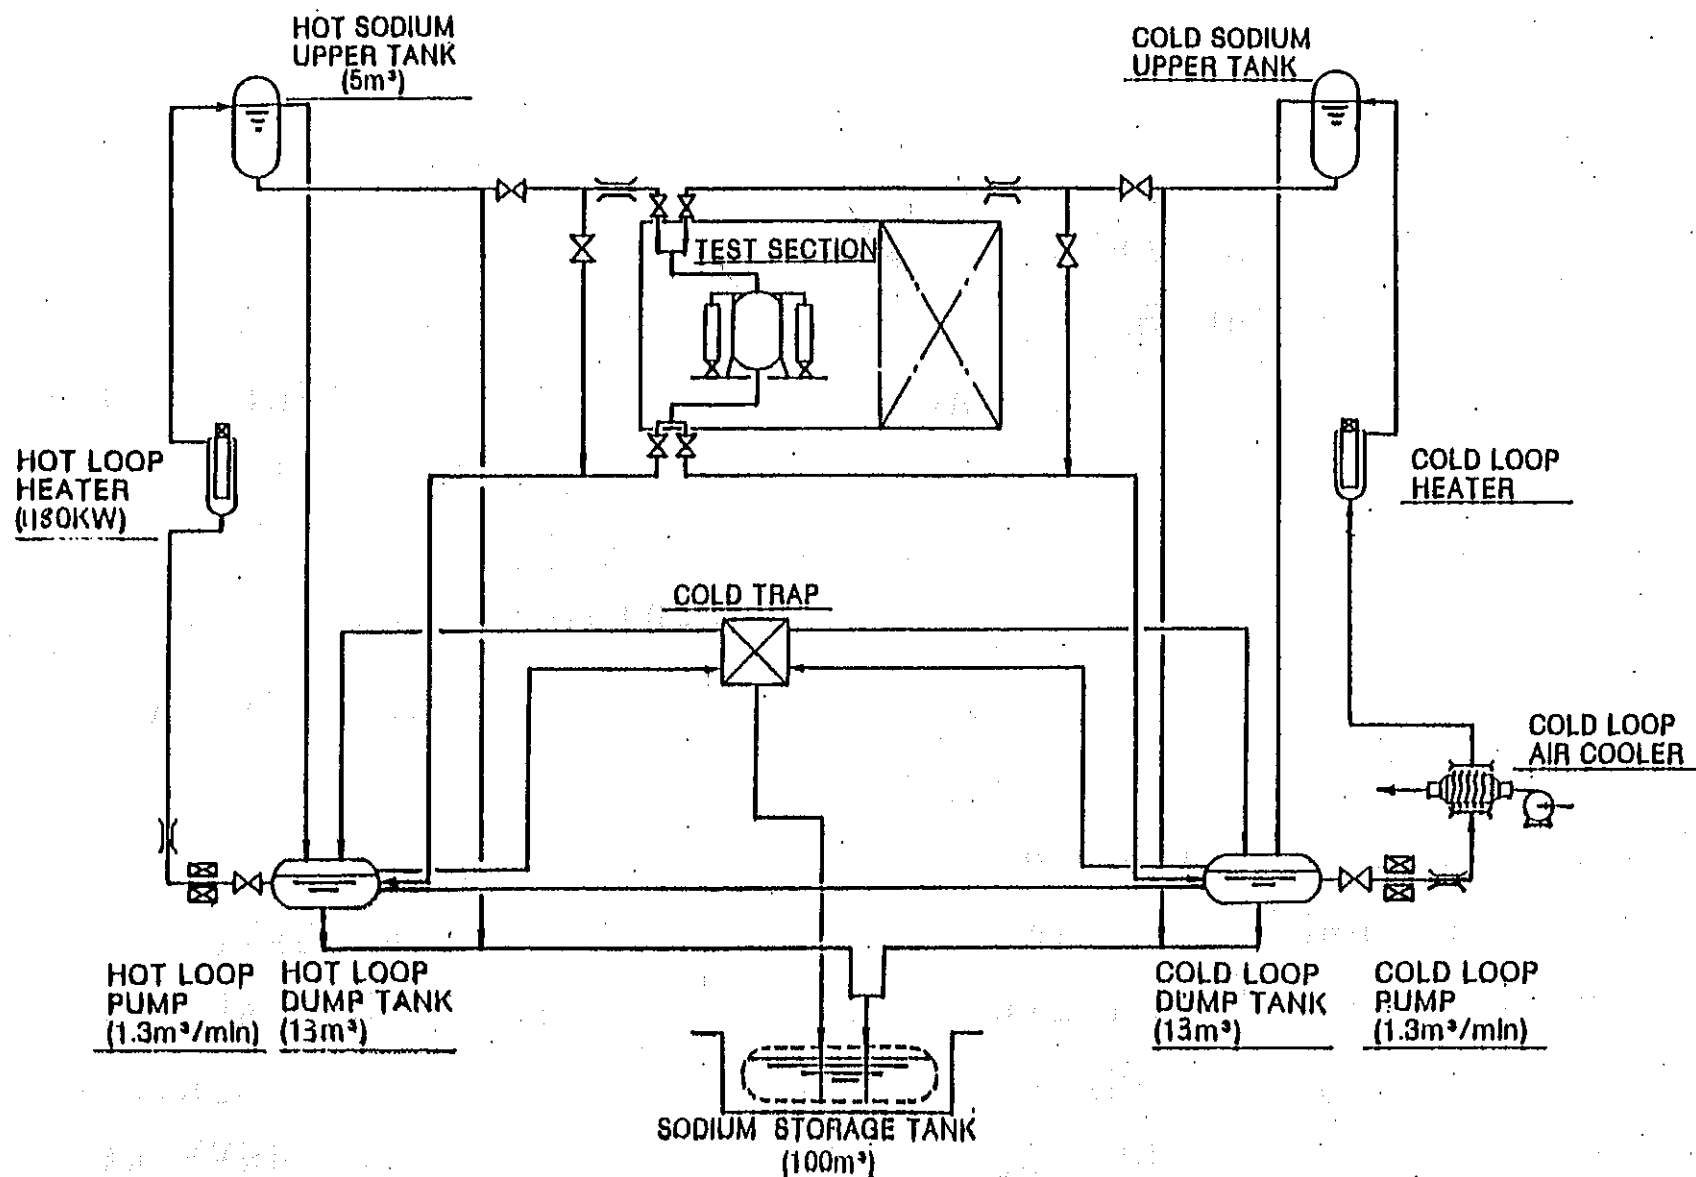 HOT SODIUM
UPPER TANK
(5m³)
COLD SODIUM
UPPER TANK
TEST SECTION
HOT LOOP
HEATER
(1180KW)
COLD LOOP
HEATER
COLD TRAP
COLD LOOP
AIR COOLER
HOT LOOP
PUMP
(1.3m³/min)
HOT LOOP
DUMP TANK
(13m³)
COLD LOOP
DUMP TANK
(13m³)
COLD LOOP
PUMP
(1.3m³/min)
SODIUM STORAGE TANK
(100m³)